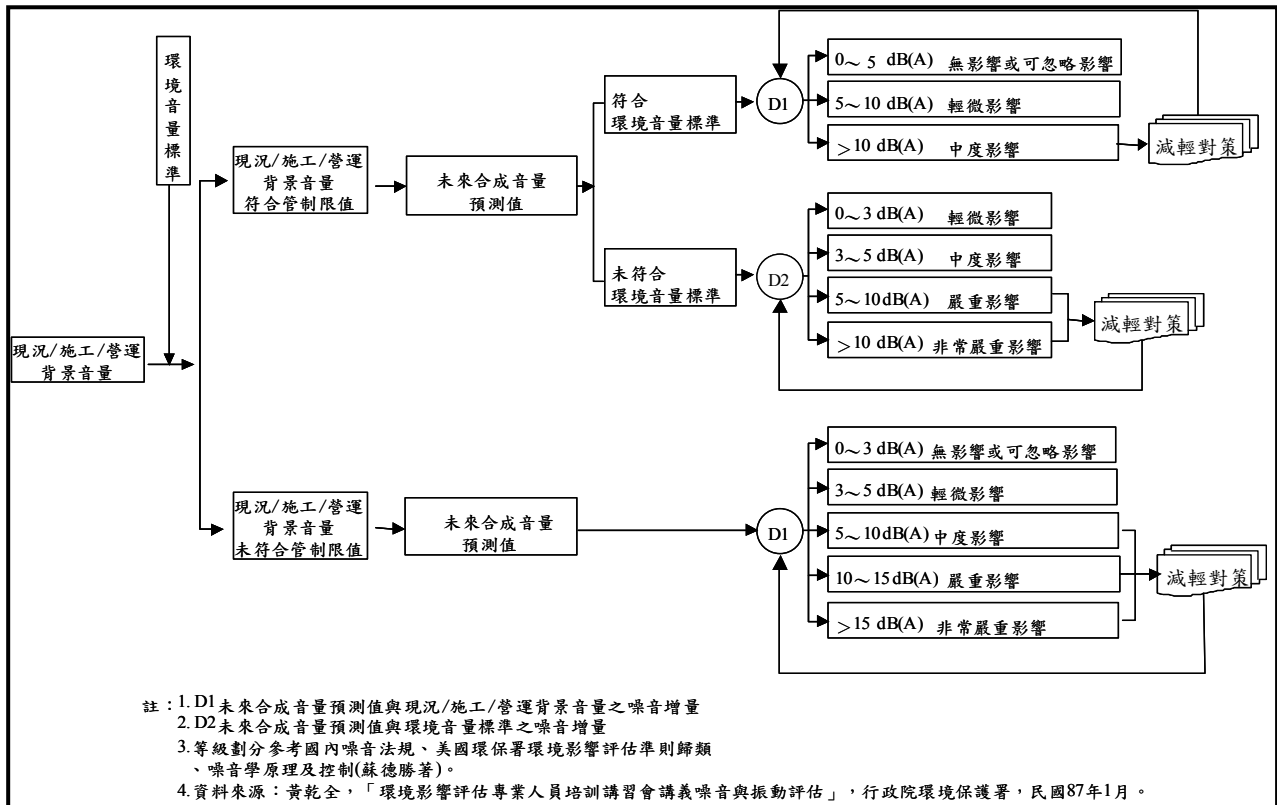 環境音量標準
現況/施工/營運
背景音量
現況/施工/營運
背景音量
符合管制限值
未來合成音量
預測值
符合
環境音量標準
D1
0～5 dB(A) 無影響或可忽略影響
5～10 dB(A) 輕微影響
>10 dB(A) 中度影響
減輕對策
未符合
環境音量標準
D2
0～3 dB(A) 輕微影響
3～5 dB(A) 中度影響
5～10 dB(A) 嚴重影響
>10 dB(A) 非常嚴重影響
減輕對策
現況/施工/營運
背景音量
未符合管制限值
未來合成音量
預測值
D1
0～3 dB(A) 無影響或可忽略影響
3～5 dB(A) 輕微影響
5～10 dB(A) 中度影響
10～15 dB(A) 嚴重影響
>15 dB(A) 非常嚴重影響
減輕對策
註：1. D1未來合成音量預測值與現況/施工/營運背景音量之噪音增量
2. D2未來合成音量預測值與環境音量標準之噪音增量
3. 等級劃分參考國內噪音法規、美國環保署環境影響評估準則歸類
、噪音學原理及控制(蘇德勝著)。
4. 資料來源：黃乾全，「環境影響評估專業人員培訓講習會講義噪音與振動評估」，行政院環境保護署，民國87年1月。